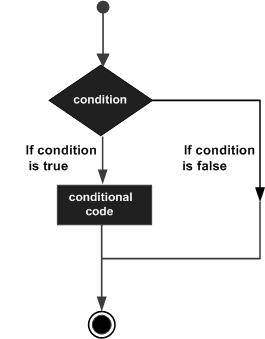 condition
If condition
is true
If condition
is false
conditional
code